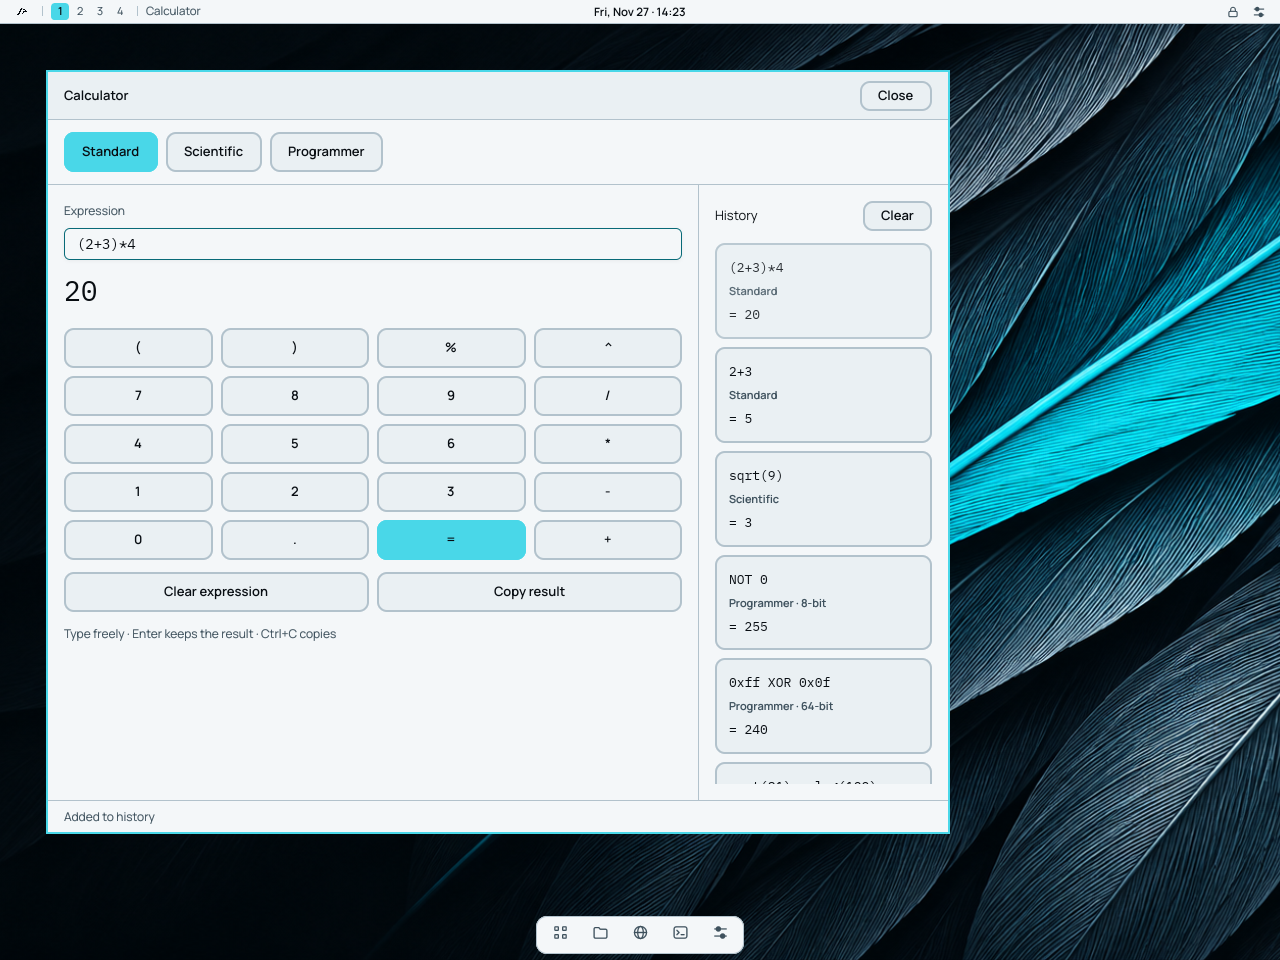 1 2 3 4 Calculator
Fri, Nov 27 · 14:23
Calculator
Close
Standard Scientific Programmer
Expression
(2+3)*4
20
( ) % ^
7 8 9 /
4 5 6 *
1 2 3 -
0 . = +
Clear expression Copy result
Type freely · Enter keeps the result · Ctrl+C copies
History
Clear
(2+3)*4
Standard
= 20
2+3
Standard
= 5
sqrt(9)
Scientific
= 3
NOT 0
Programmer · 8-bit
= 255
0xff XOR 0x0f
Programmer · 64-bit
= 240
Added to history